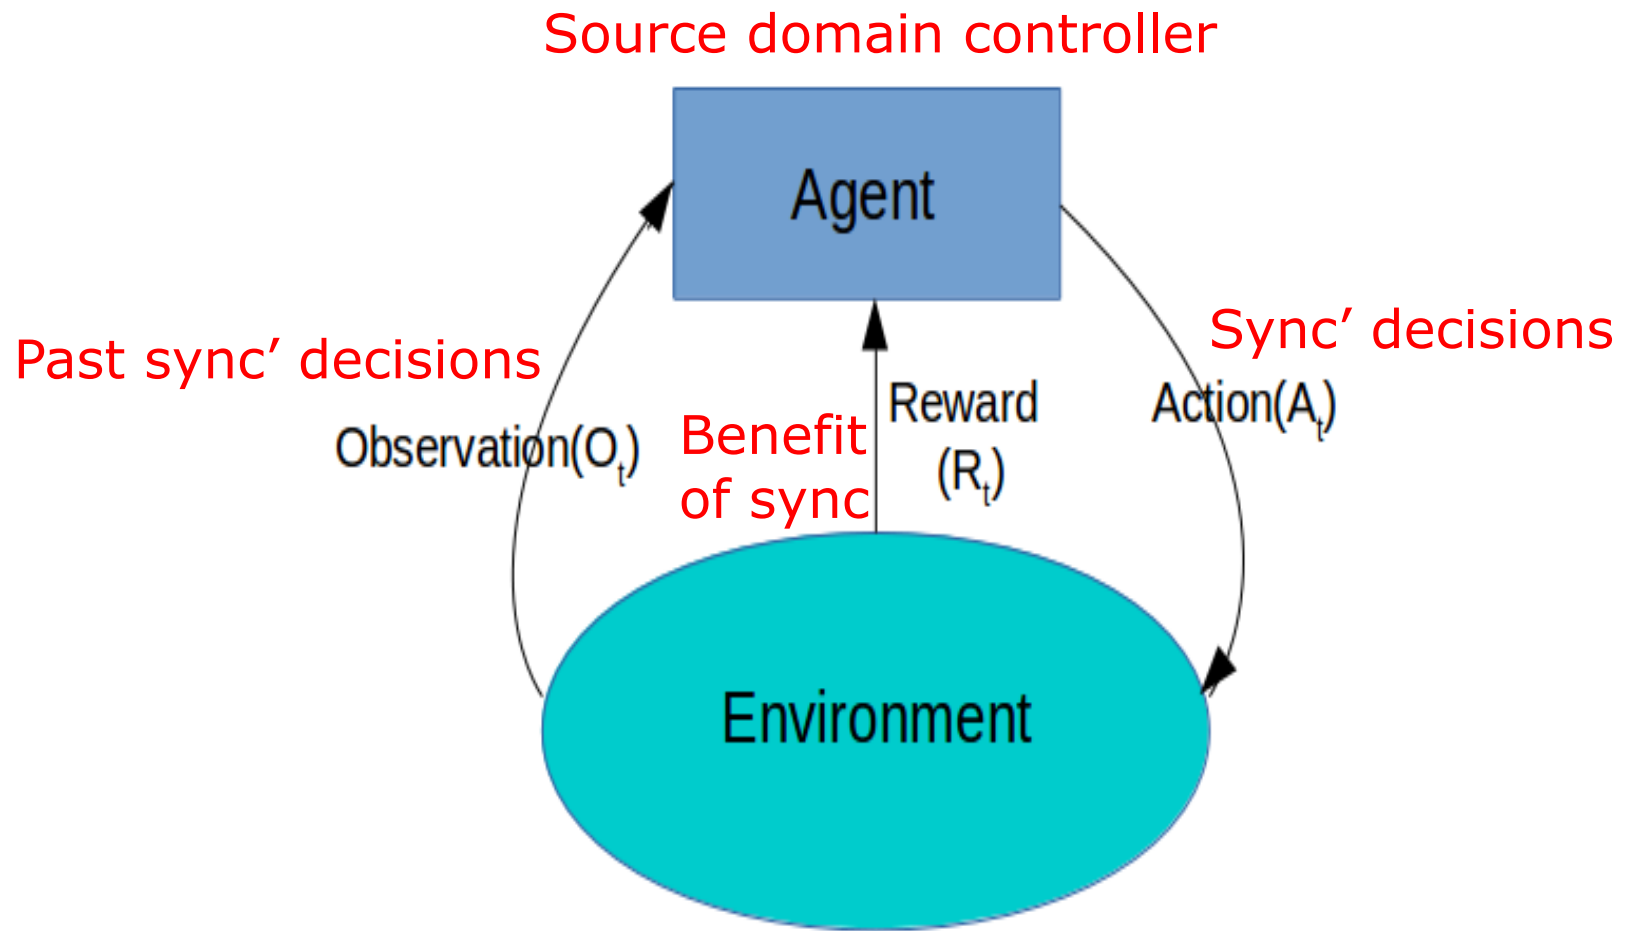 Source domain controller
Agent
Past sync’ decisions
Observation(Ot)
Benefit
of sync
Reward
(Rt)
Sync’ decisions
Action(At)
Environment